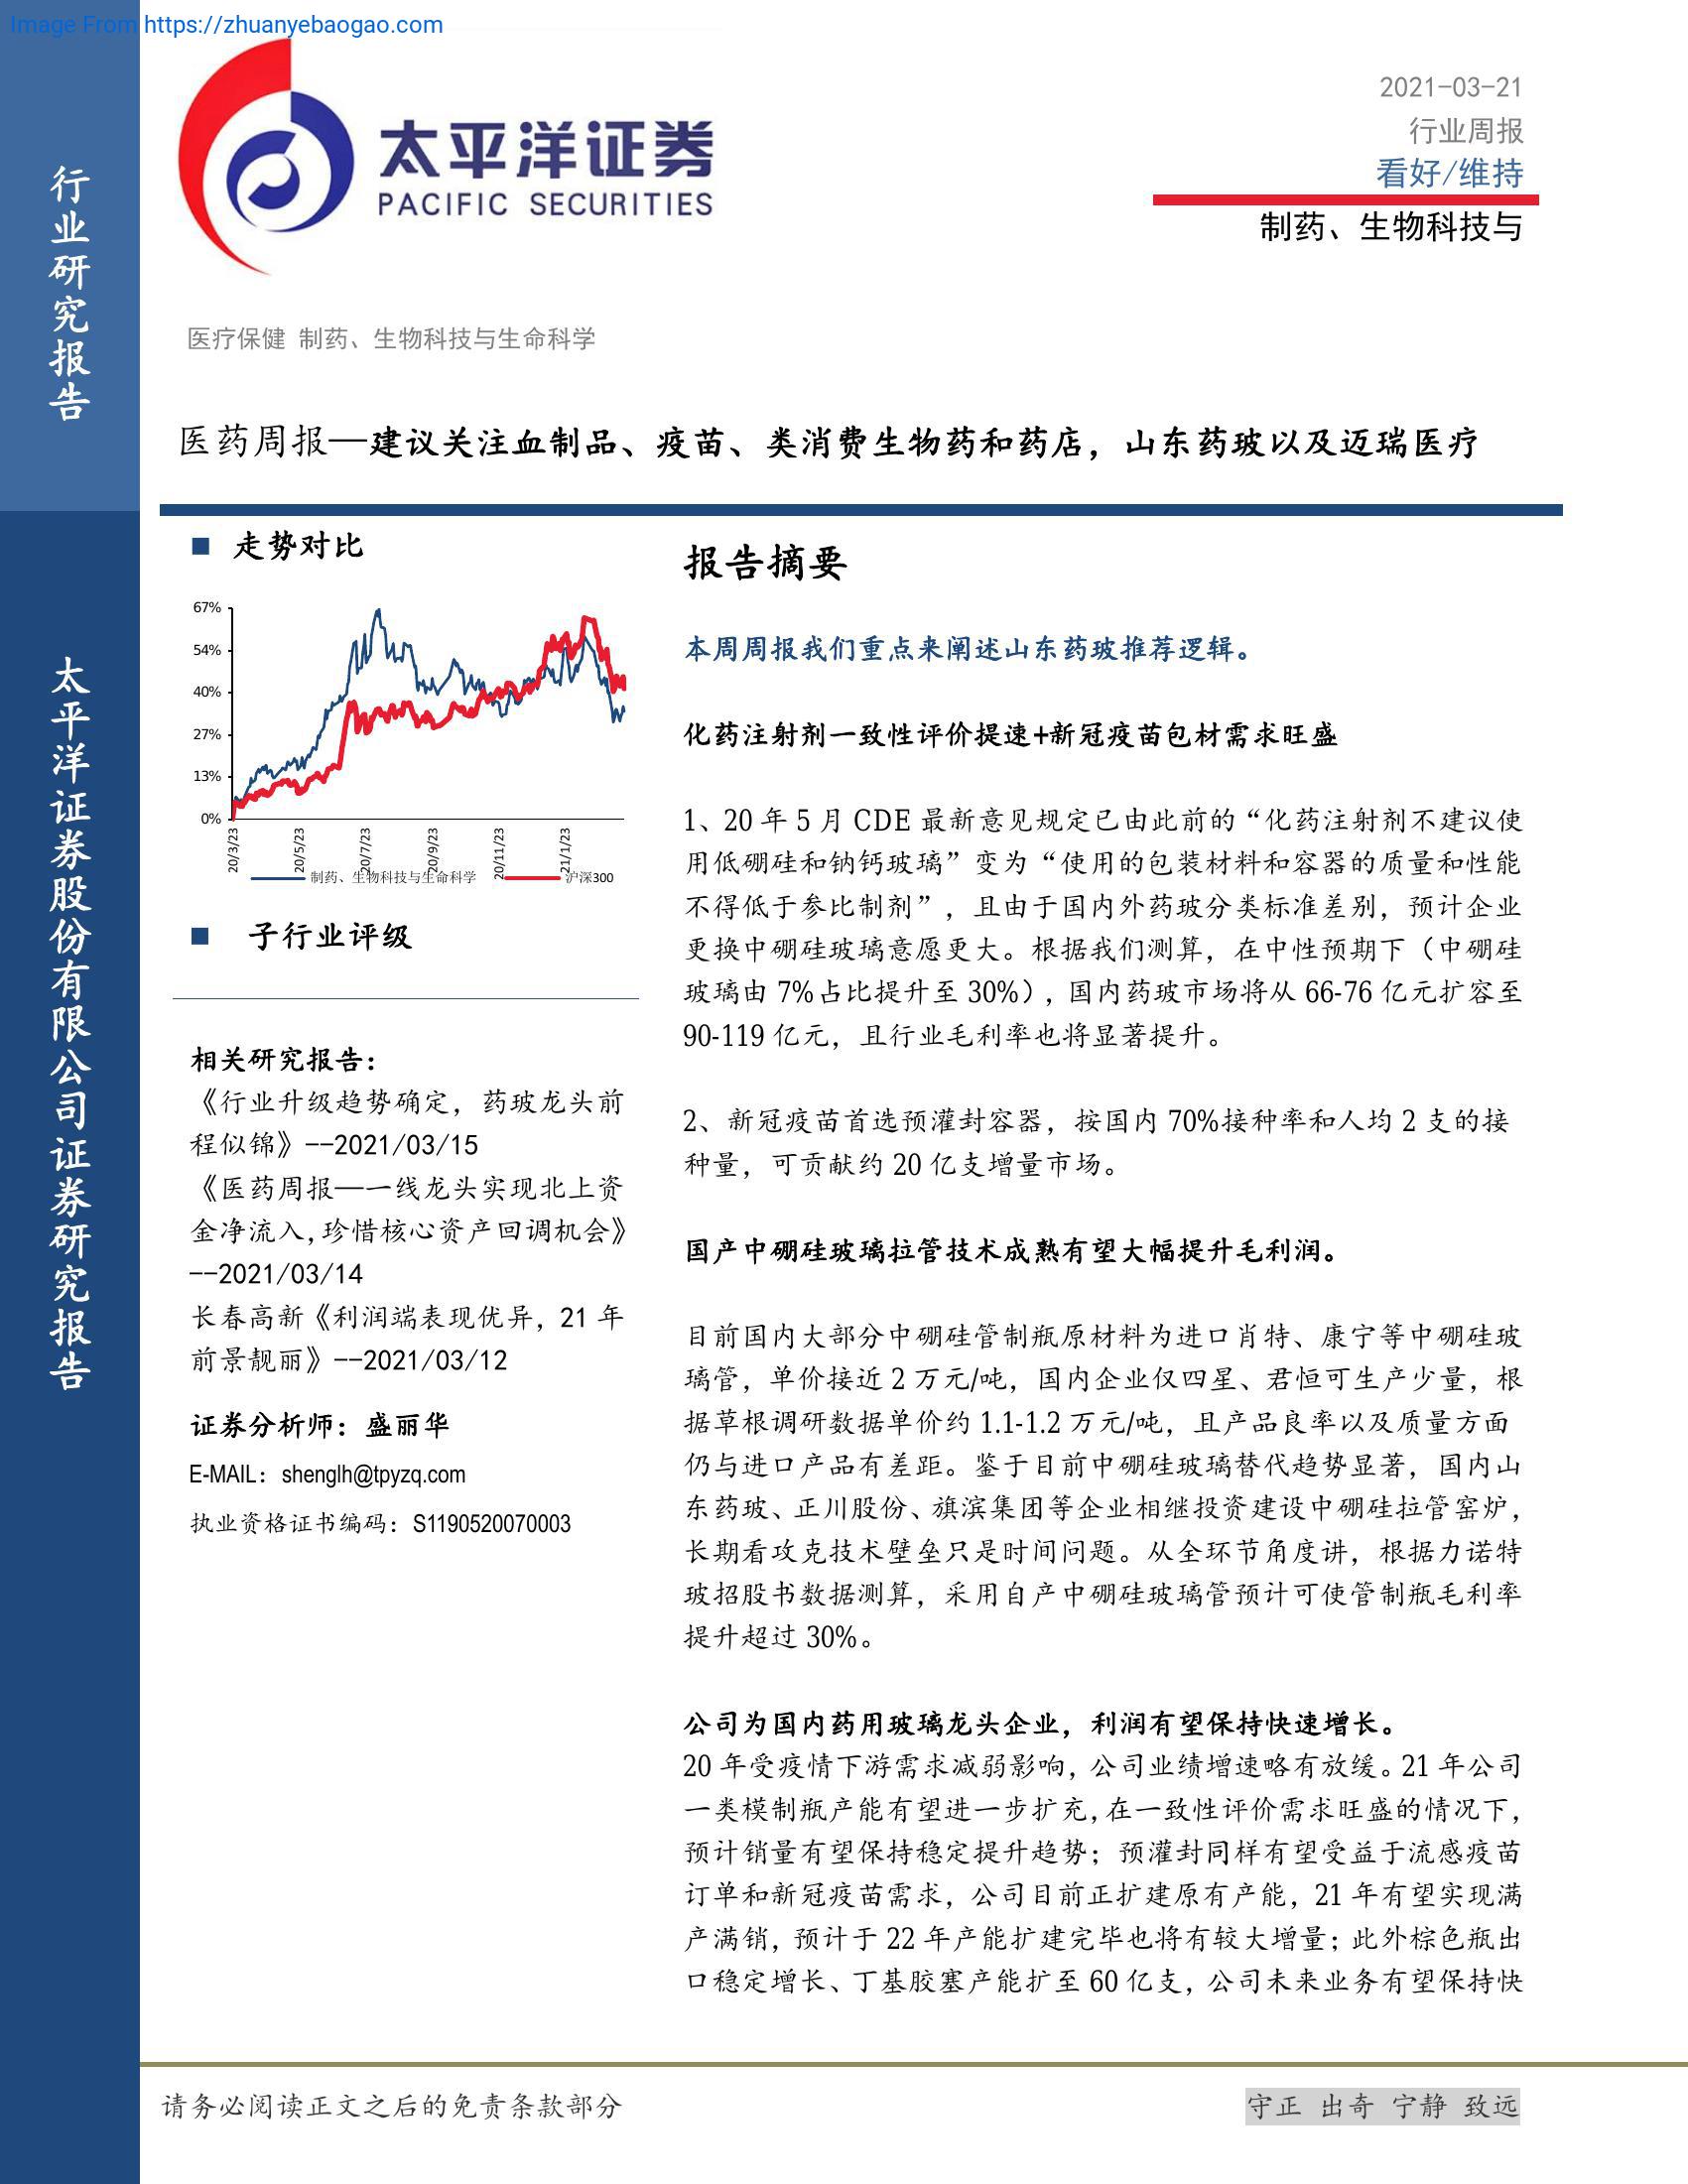 Image From https://zhuanyebaogao.com
行业研究报告
太平洋证券股份有限公司证券研究报告
太平洋证券
PACIFIC SECURITIES
2021-03-21
行业周报
看好/维持
制药、生物科技与
医疗保健 制药、生物科技与生命科学
医药周报—建议关注血制品、疫苗、类消费生物药和药店，山东药玻以及迈瑞医疗
■ 走势对比
67%
54%
40%
27%
13%
0%
20/3/23
20/5/23
20/7/23
20/9/23
20/11/23
21/1/23
制药、生物科技与生命科学
沪深300
■ 子行业评级
相关研究报告：
《行业升级趋势确定，药玻龙头前
程似锦》--2021/03/15
《医药周报—一线龙头实现北上资
金净流入,珍惜核心资产回调机会》
--2021/03/14
长春高新《利润端表现优异，21 年
前景靓丽》--2021/03/12
证券分析师：盛丽华
E-MAIL：shenglh@tpyzq.com
执业资格证书编码：S1190520070003
报告摘要
本周周报我们重点来阐述山东药玻推荐逻辑。
化药注射剂一致性评价提速+新冠疫苗包材需求旺盛
1、20 年 5 月 CDE 最新意见规定已由此前的“化药注射剂不建议使
用低硼硅和钠钙玻璃”变为“使用的包装材料和容器的质量和性能
不得低于参比制剂”，且由于国内外药玻分类标准差别，预计企业
更换中硼硅玻璃意愿更大。根据我们测算，在中性预期下（中硼硅
玻璃由 7%占比提升至 30%），国内药玻市场将从 66-76 亿元扩容至
90-119 亿元，且行业毛利率也将显著提升。
2、新冠疫苗首选预灌封容器，按国内 70%接种率和人均 2 支的接
种量，可贡献约 20 亿支增量市场。
国产中硼硅玻璃拉管技术成熟有望大幅提升毛利润。
目前国内大部分中硼硅管制瓶原材料为进口肖特、康宁等中硼硅玻
璃管，单价接近 2 万元/吨，国内企业仅四星、君恒可生产少量，根
据草根调研数据单价约 1.1-1.2 万元/吨，且产品良率以及质量方面
仍与进口产品有差距。鉴于目前中硼硅玻璃替代趋势显著，国内山
东药玻、正川股份、旗滨集团等企业相继投资建设中硼硅拉管窑炉，
长期看攻克技术壁垒只是时间问题。从全环节角度讲，根据力诺特
玻招股书数据测算，采用自产中硼硅玻璃管预计可使管制瓶毛利率
提升超过 30%。
公司为国内药用玻璃龙头企业，利润有望保持快速增长。
20 年受疫情下游需求减弱影响，公司业绩增速略有放缓。21 年公司
一类模制瓶产能有望进一步扩充，在一致性评价需求旺盛的情况下，
预计销量有望保持稳定提升趋势；预灌封同样有望受益于流感疫苗
订单和新冠疫苗需求，公司目前正扩建原有产能，21 年有望实现满
产满销，预计于 22 年产能扩建完毕也将有较大增量；此外棕色瓶出
口稳定增长、丁基胶塞产能扩至 60 亿支，公司未来业务有望保持快
请务必阅读正文之后的免责条款部分
守正 出奇 宁静 致远